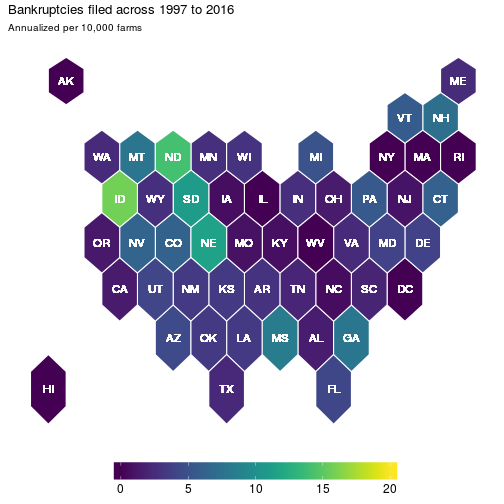 Bankruptcies filed across 1997 to 2016
Annualized per 10,000 farms
AK ME
VT NH
WA MT ND MN WI MI NY MA RI
ID WY SD IA IL IN OH PA NJ CT
OR NV CO NE MO KY WV VA MD DE
CA UT NM KS AR TN NC SC DC
AZ OK LA MS AL GA
HI TX FL
0 5 10 15 20